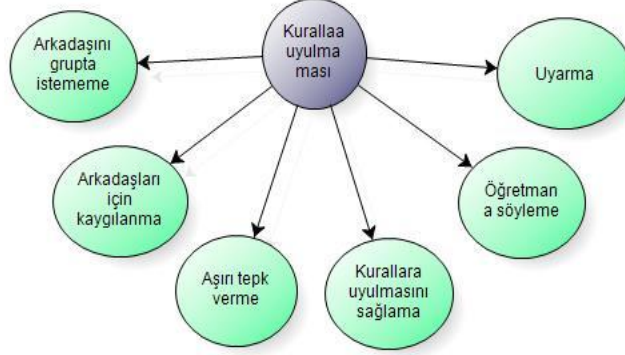 Kurallaa
uyulma
ması
Arkadaşını
grupta
istememe
Uyarma
Arkadaşları
için
kaygılanma
Öğretman
a söyleme
Aşırı tepk
verme
Kurallara
uyulmasını
sağlama